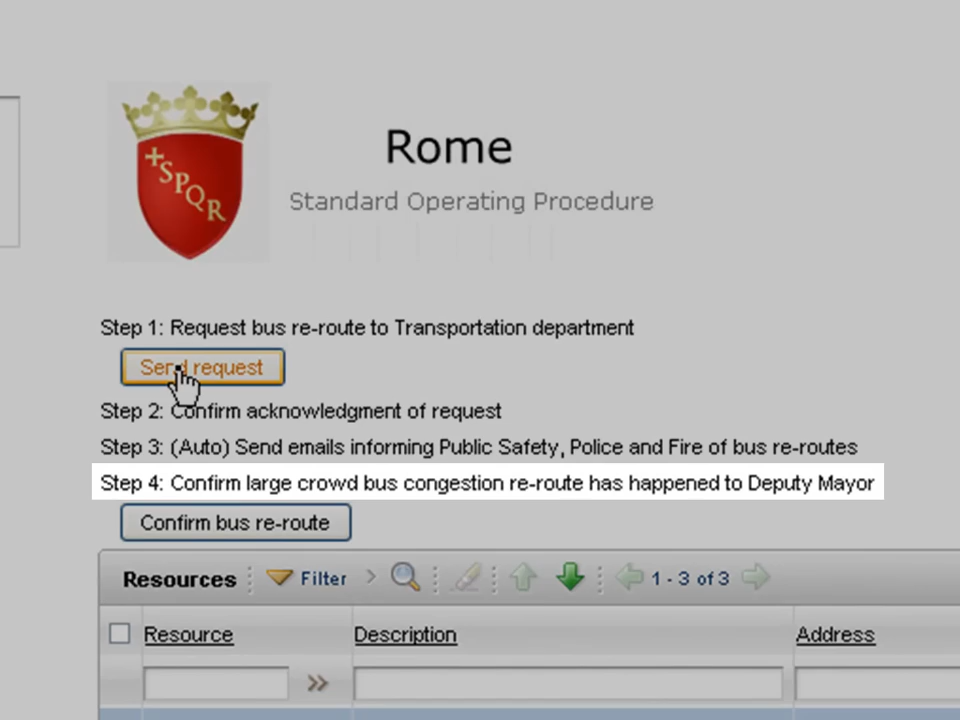 +SPQR
Rome
Standard Operating Procedure
Step 1: Request bus re-route to Transportation department
Send request
Step 2: Confirm acknowledgment of request
Step 3: (Auto) Send emails informing Public Safety, Police and Fire of bus re-routes
Step 4: Confirm large crowd bus congestion re-route has happened to Deputy Mayor
Confirm bus re-route
Resources Filter > 1 - 3 of 3
Resource Description Address